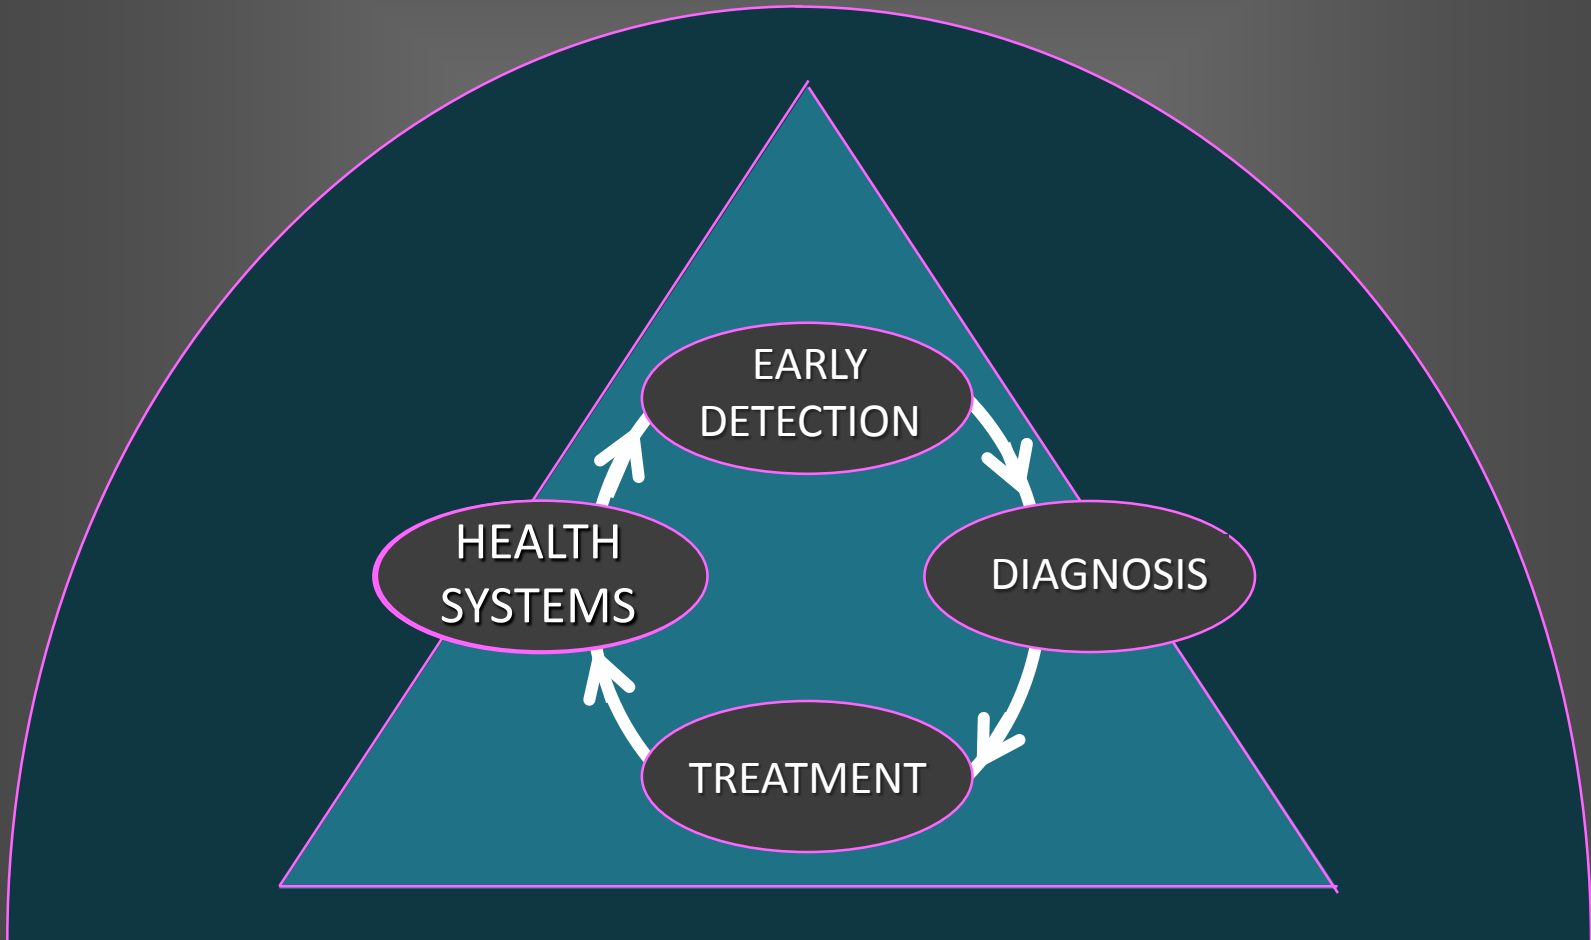 EARLY
DETECTION
HEALTH
SYSTEMS
DIAGNOSIS
TREATMENT